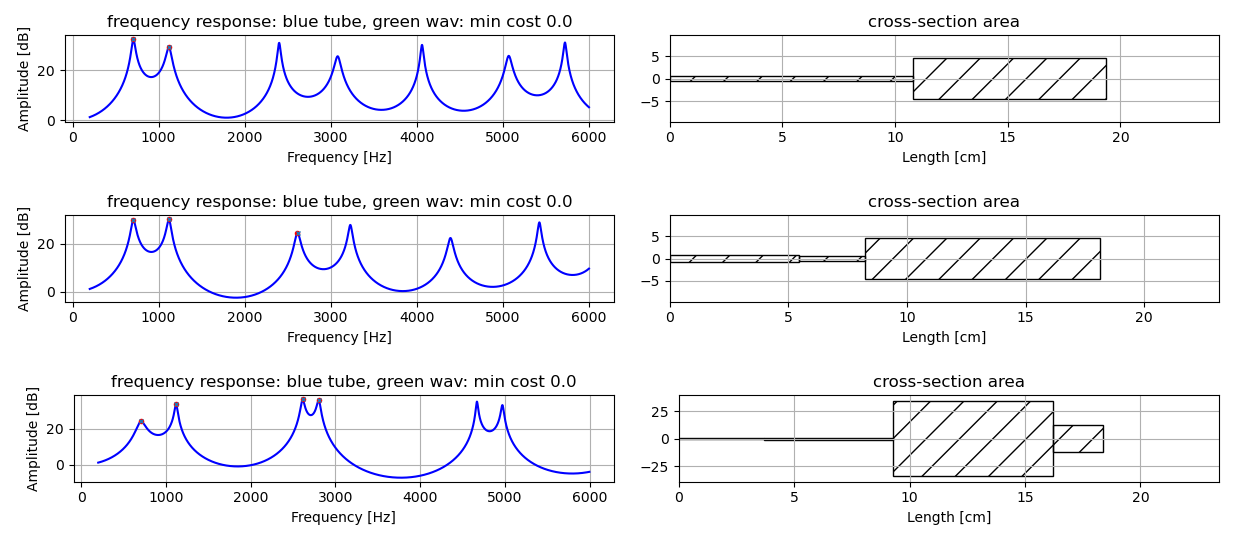 frequency response: blue tube, green wav: min cost 0.0
Amplitude [dB]
20
0
0 1000 2000 3000 4000 5000 6000
Frequency [Hz]
cross-section area
5
0
−5
0 5 10 15 20
Length [cm]
frequency response: blue tube, green wav: min cost 0.0
Amplitude [dB]
20
0
0 1000 2000 3000 4000 5000 6000
Frequency [Hz]
cross-section area
5
0
−5
0 5 10 15 20
Length [cm]
frequency response: blue tube, green wav: min cost 0.0
Amplitude [dB]
20
0
0 1000 2000 3000 4000 5000 6000
Frequency [Hz]
cross-section area
25
0
−25
0 5 10 15 20
Length [cm]